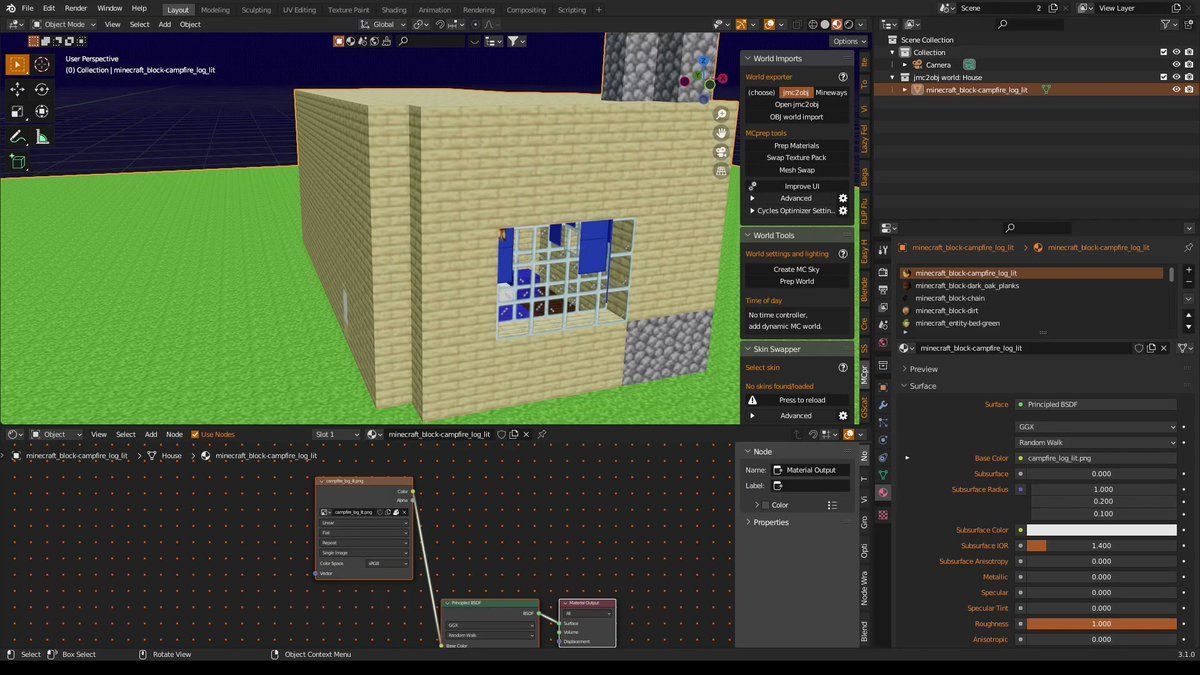 File Edit Render Window Help Layout Modeling Sculpting UV Editing Texture Paint Shading Animation Rendering Compositing Scripting + Scene 2 View Layer
Object Mode View Select Add Object Global
Options
User Perspective
(0) Collection | minecraft_block-campfire_log_lit
World Imports
World exporter
(choose) jmc2obj Mineways
Open jmc2obj
OBJ world import
MCprep tools
Prep Materials
Swap Texture Pack
Mesh Swap
Improve UI
Advanced
Cycles Optimizer Settin..
World Tools
World settings and lighting
Create MC Sky
Prep World
Time of day
No time controller,
add dynamic MC world.
Skin Swapper
Select skin
No skins found/loaded
Press to reload
Advanced
Ite
To
Vi
Lazy Fel
Baga
FLIP Flu
Easy H
Blende
Cre
SS
MCpr
GScat
Scene Collection
Collection
Camera
jmc2obj world: House
minecraft_block-campfire_log_lit
minecraft_block-campfire_log_lit minecraft_block-campfire_log_lit
minecraft_block-campfire_log_lit
minecraft_block-dark_oak_planks
minecraft_block-chain
minecraft_block-dirt
minecraft_entity-bed-green
minecraft_block-campfire_log_lit
Preview
Surface
Surface Principled BSDF
GGX
Random Walk
Base Color campfire_log_lit.png
Subsurface 0.000
Subsurface Radius 1.000
0.200
0.100
Subsurface Color
Subsurface IOR 1.400
Subsurface Anisotropy 0.000
Metallic 0.000
Specular 0.000
Specular Tint 0.000
Roughness 1.000
Anisotropic 0.000
Object View Select Add Node Use Nodes Slot 1 minecraft_block-campfire_log_lit
minecraft_block-campfire_log_lit House minecraft_block-campfire_log_lit
campfire_log_lit.png
Color
Alpha
campfire_log_lit.png
Linear
Flat
Repeat
Single Image
Color Space sRGB
Vector
Principled BSDF
BSDF
GGX
Random Walk
Base Color
Material Output
All
Surface
Volume
Displacement
Node
Name: Material Output
Label:
Color
Properties
No
T
Vi
Gro
Opti
Node Wra
Blend
Select Box Select Rotate View Object Context Menu 3.1.0